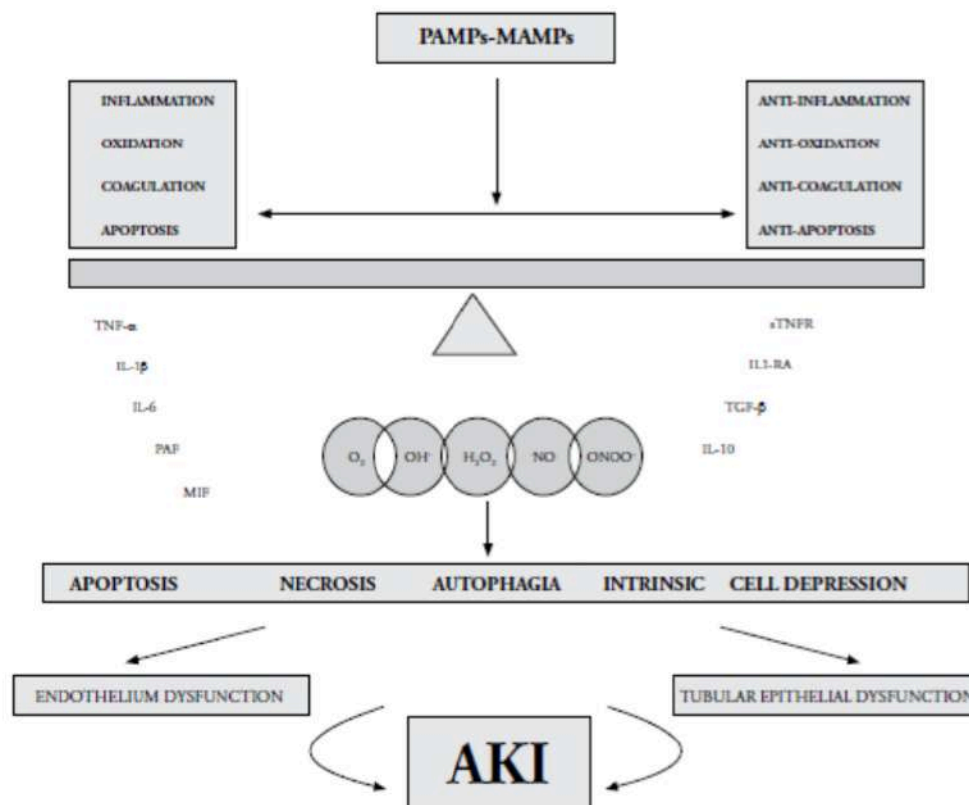 PAMPs-MAMPs
INFLAMMATION
OXIDATION
COAGULATION
APOPTOSIS
ANTI-INFLAMMATION
ANTI-OXIDATION
ANTI-COAGULATION
ANTI-APOPTOSIS
TNF-α
IL-1β
IL-6
PAF
MIF
sTNFR
IL1-RA
TGF-β
IL-10
O₂ OH· H₂O₂ ·NO ONOO⁻
APOPTOSIS NECROSIS AUTOPHAGIA INTRINSIC CELL DEPRESSION
ENDOTHELIUM DYSFUNCTION
TUBULAR EPITHELIAL DYSFUNCTION
AKI